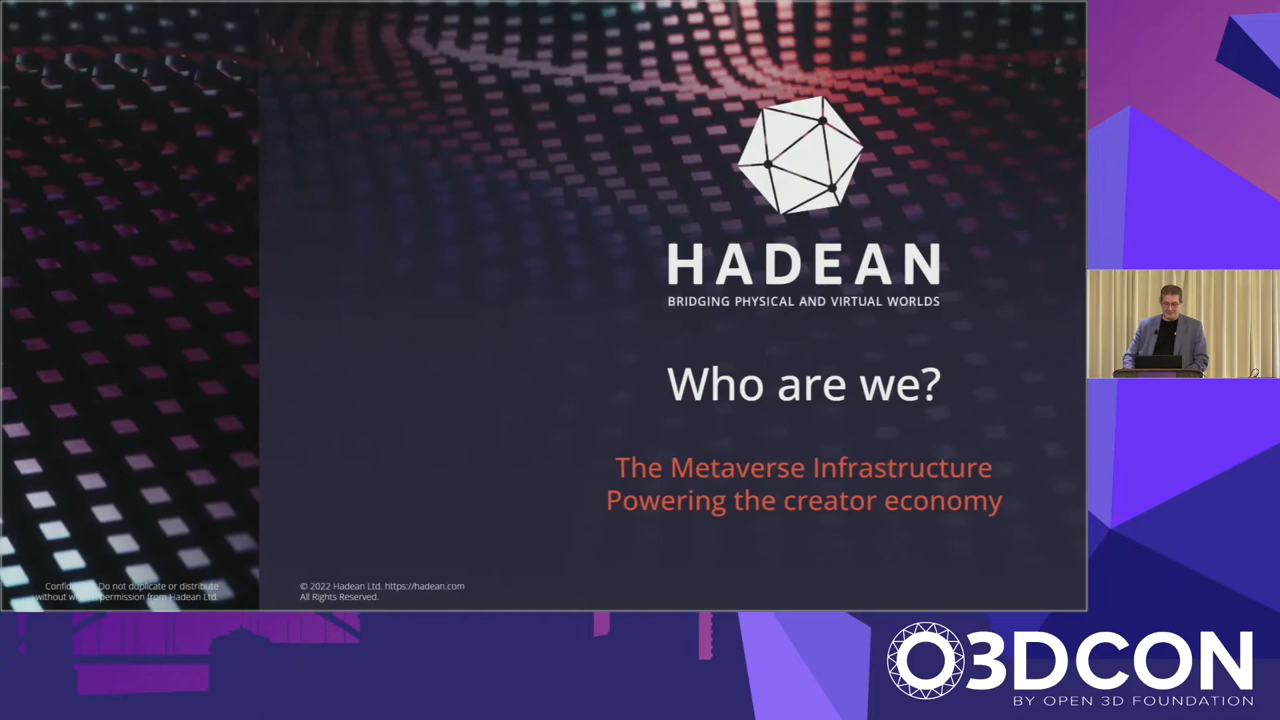 HADEAN
BRIDGING PHYSICAL AND VIRTUAL WORLDS
Who are we?
The Metaverse Infrastructure
Powering the creator economy
Do not duplicate or distribute
without permission from Hadean Ltd.
© 2022 Hadean Ltd. https://hadean.com
All Rights Reserved.
O3DCON
BY OPEN 3D FOUNDATION